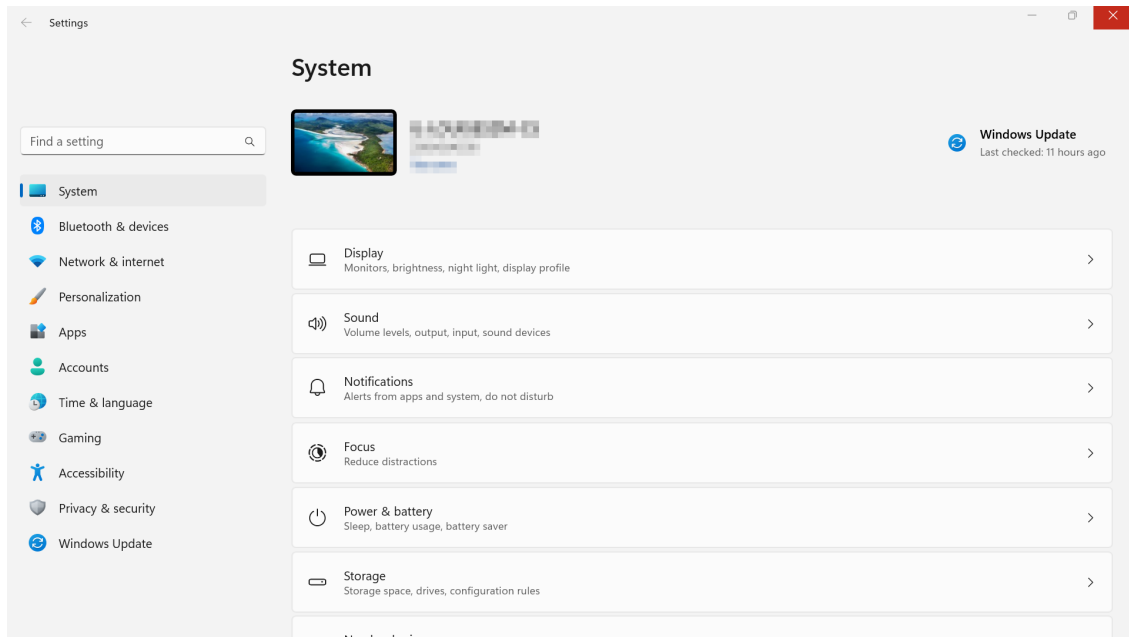 Settings
System
Find a setting
Windows Update
Last checked: 11 hours ago
System
Bluetooth & devices
Network & internet
Personalization
Apps
Accounts
Time & language
Gaming
Accessibility
Privacy & security
Windows Update
Display
Monitors, brightness, night light, display profile
Sound
Volume levels, output, input, sound devices
Notifications
Alerts from apps and system, do not disturb
Focus
Reduce distractions
Power & battery
Sleep, battery usage, battery saver
Storage
Storage space, drives, configuration rules